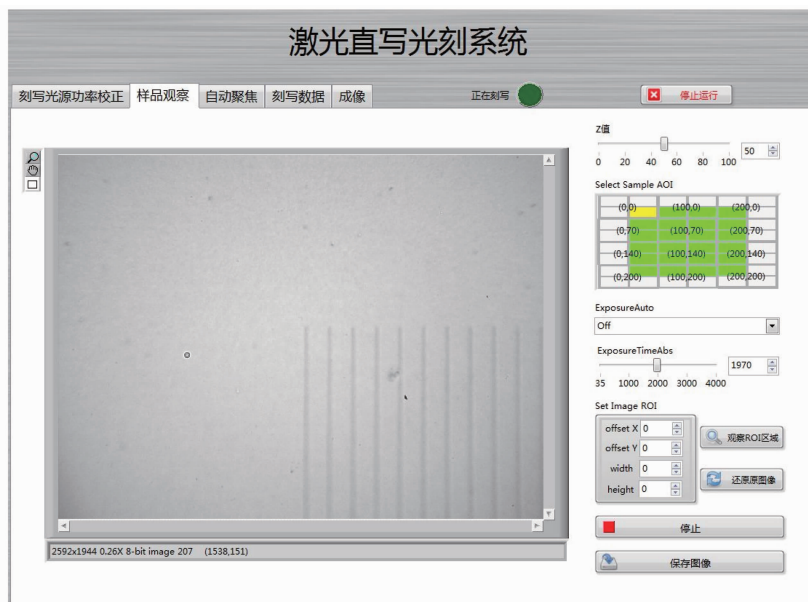 激光直写光刻系统
刻写光源功率校正 样品观察 自动聚焦 刻写数据 成像 正在刻写 停止运行
Z值
50
0 20 40 60 80 100
Select Sample AOI
(0,0) (100,0) (200,0)
(0,70) (100,70) (200,70)
(0,140) (100,140) (200,140)
(0,200) (100,200) (200,200)
ExposureAuto
Off
ExposureTimeAbs
1970
35 1000 2000 3000 4000
Set Image ROI
offset X 0
offset Y 0
width 0
height 0
观察ROI区域
还原原图像
停止
保存图像
2592x1944 0.26X 8-bit image 207 (1538,151)